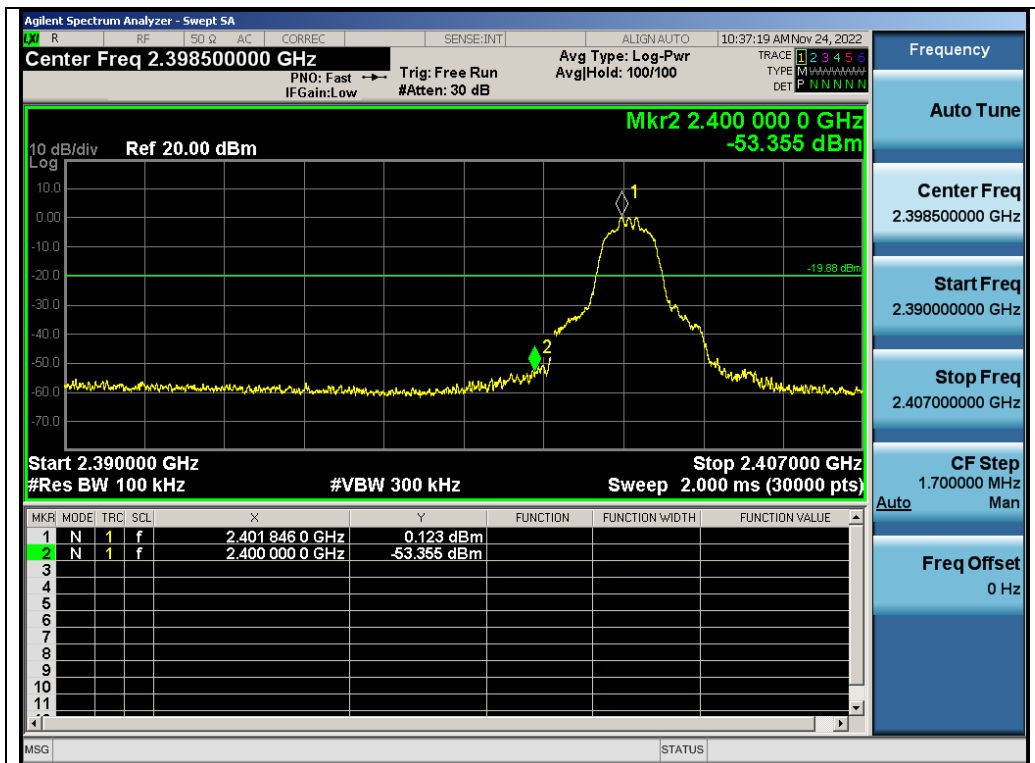 Agilent Spectrum Analyzer - Swept SA
LXI R RF 50 Ω AC CORREC SENSE:INT ALIGN AUTO 10:37:19 AM Nov 24, 2022
Center Freq 2.398500000 GHz
PNO: Fast
IFGain:Low
Trig: Free Run
#Atten: 30 dB
Avg Type: Log-Pwr
Avg|Hold: 100/100
TRACE 1 2 3 4 5 6
TYPE M WWWWW
DET P N N N N N
Frequency
Mkr2 2.400 000 0 GHz
-53.355 dBm
10 dB/div Ref 20.00 dBm
Log
10.0
0.00
-10.0
-20.0
-30.0
-40.0
-50.0
-60.0
-70.0
1
-19.88 dBm
2
Start 2.390000 GHz Stop 2.407000 GHz
#Res BW 100 kHz #VBW 300 kHz Sweep 2.000 ms (30000 pts)
MKR MODE TRC SCL X Y FUNCTION FUNCTION WIDTH FUNCTION VALUE
1 N 1 f 2.401 846 0 GHz 0.123 dBm
2 N 1 f 2.400 000 0 GHz -53.355 dBm
3
4
5
6
7
8
9
10
11
MSG STATUS
Auto Tune
Center Freq
2.398500000 GHz
Start Freq
2.390000000 GHz
Stop Freq
2.407000000 GHz
CF Step
1.700000 MHz
Auto Man
Freq Offset
0 Hz